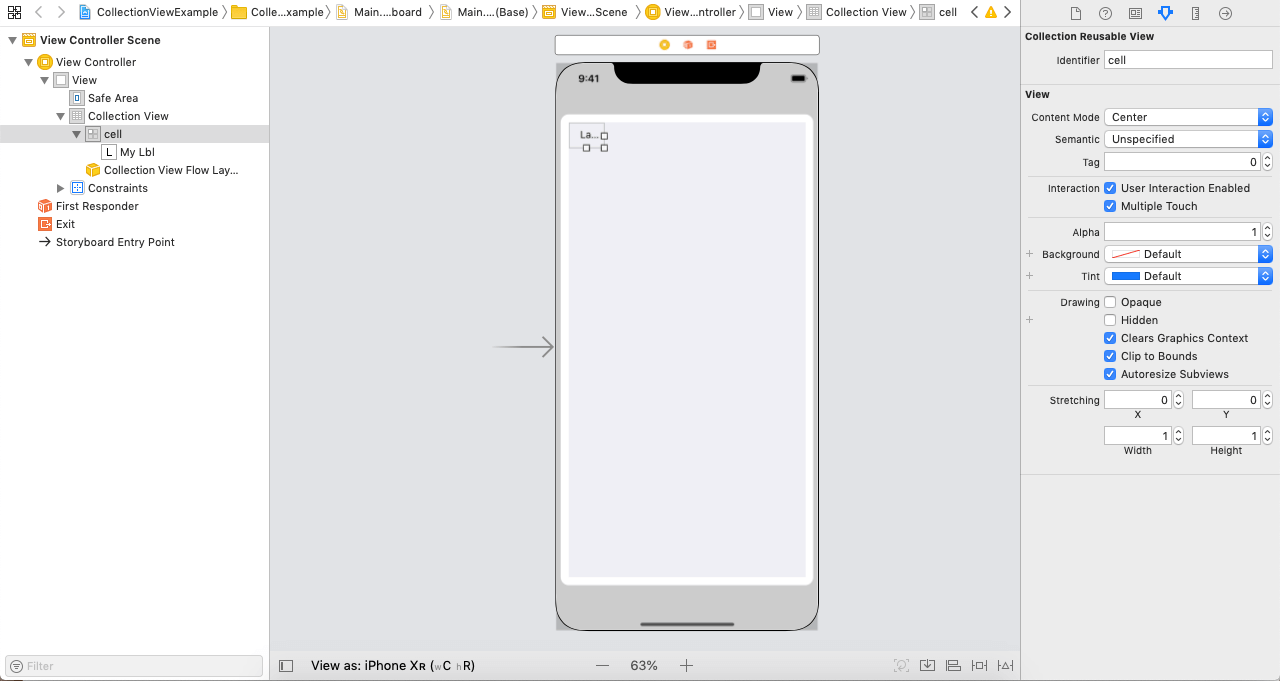 CollectionViewExample
Colle...xample
Main....board
Main....(Base)
View...Scene
View...ntroller
View
Collection View
cell
View Controller Scene
View Controller
View
Safe Area
Collection View
cell
L My Lbl
Collection View Flow Lay...
Constraints
First Responder
Exit
Storyboard Entry Point
Filter
9:41
La...
View as: iPhone XR (wC hR)
63%
Collection Reusable View
Identifier cell
View
Content Mode Center
Semantic Unspecified
Tag 0
Interaction User Interaction Enabled
Multiple Touch
Alpha 1
+ Background Default
+ Tint Default
Drawing Opaque
+ Hidden
Clears Graphics Context
Clip to Bounds
Autoresize Subviews
Stretching 0 0
X Y
1 1
Width Height